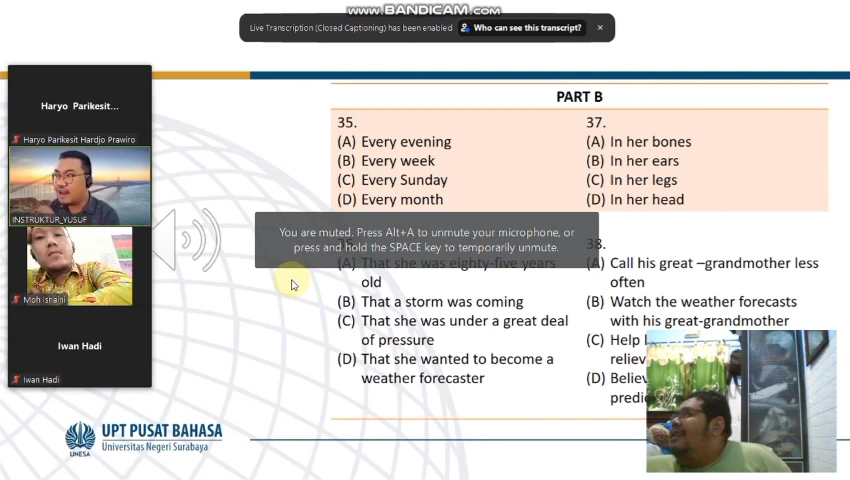 www.BANDICAM.com
Live Transcription (Closed Captioning) has been enabled
Who can see this transcript?
Haryo Parikesit...
Haryo Parikesit Hardjo Prawiro
INSTRUKTUR_YUSUF
Moh Isnaini
Iwan Hadi
Iwan Hadi
PART B
35.
(A) Every evening
(B) Every week
(C) Every Sunday
(D) Every month
37.
(A) In her bones
(B) In her ears
(C) In her legs
(D) In her head
You are muted. Press Alt+A to unmute your microphone, or
press and hold the SPACE key to temporarily unmute.
(A) That she was eighty-five years
old
(B) That a storm was coming
(C) That she was under a great deal
of pressure
(D) That she wanted to become a
weather forecaster
38.
(A) Call his great –grandmother less
often
(B) Watch the weather forecasts
with his great-grandmother
(C) Help
(D)
UPT PUSAT BAHASA
Universitas Negeri Surabaya
UNESA